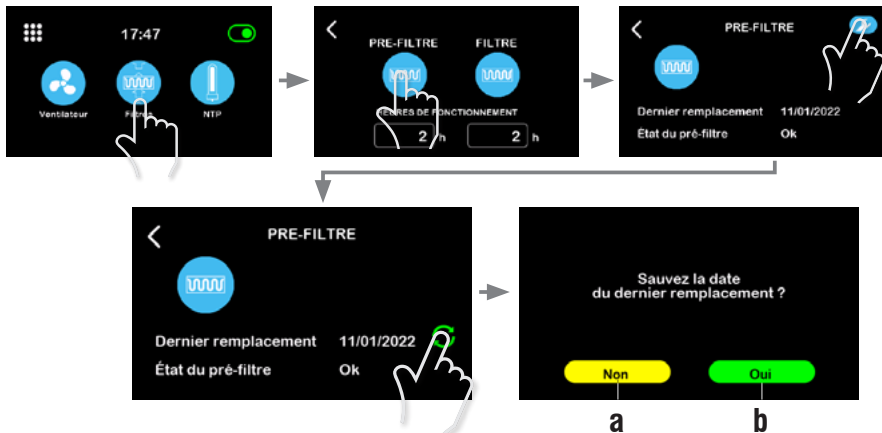 17:47
Ventilateur Filtres NTP
PRE-FILTRE FILTRE
HEURES DE FONCTIONNEMENT
2 h 2 h
PRE-FILTRE
Dernier remplacement 11/01/2022
État du pré-filtre Ok
PRE-FILTRE
Dernier remplacement 11/01/2022
État du pré-filtre Ok
Sauvez la date
du dernier remplacement ?
Non Oui
a b